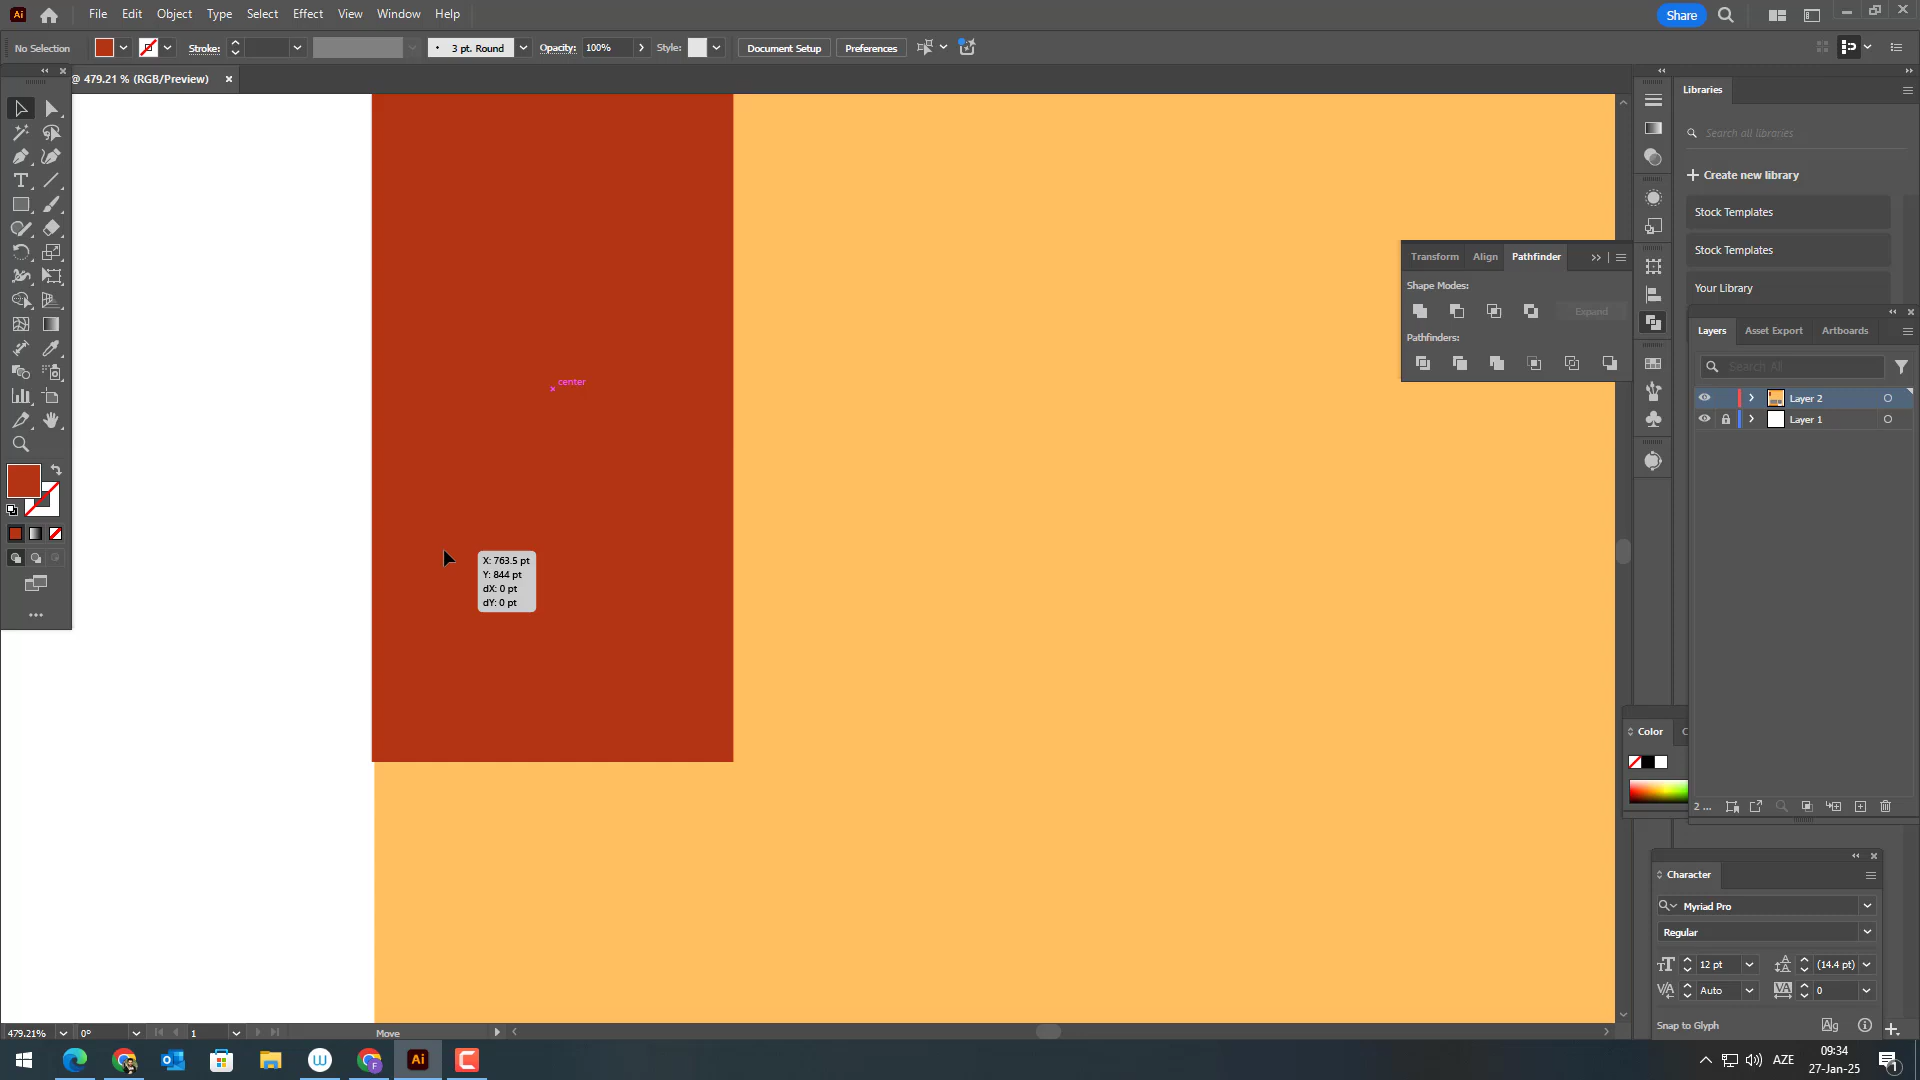 Ai File Edit Object Type Select Effect View Window Help Share
No Selection Stroke: 3 pt. Round Opacity: 100% Style: Document Setup Preferences
@ 479.21 % (RGB/Preview)
Libraries
Search all libraries
Create new library
Stock Templates
Stock Templates
Your Library
Transform Align Pathfinder
Shape Modes:
Expand
Pathfinders:
Layers Asset Export Artboards
Search All
Layer 2
Layer 1
center
X: 763.5 pt
Y: 844 pt
dX: 0 pt
dY: 0 pt
Color
2 ...
Character
Myriad Pro
Regular
12 pt (14.4 pt)
Auto 0
Snap to Glyph
479.21% 0° 1 Move
Ai AZE
09:34
27-Jan-25
1